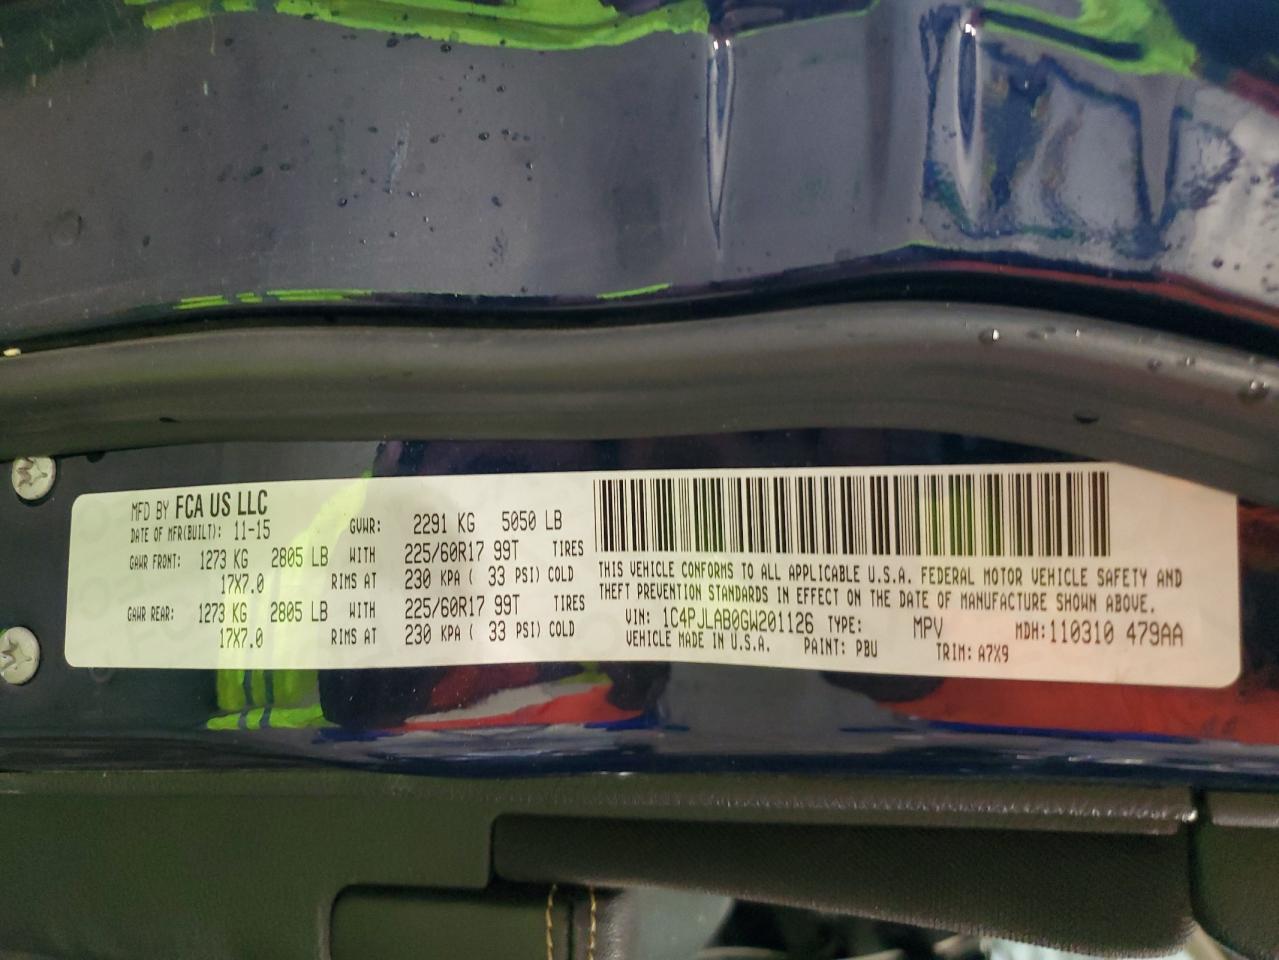 MFD BY FCA US LLC
DATE OF MFR(BUILT): 11-15 GVWR: 2291 KG 5050 LB
GAWR FRONT: 1273 KG 2805 LB WITH 225/60R17 99T TIRES
17X7.0 RIMS AT 230 KPA ( 33 PSI) COLD
GAWR REAR: 1273 KG 2805 LB WITH 225/60R17 99T TIRES
17X7.0 RIMS AT 230 KPA ( 33 PSI) COLD
THIS VEHICLE CONFORMS TO ALL APPLICABLE U.S.A. FEDERAL MOTOR VEHICLE SAFETY AND
THEFT PREVENTION STANDARDS IN EFFECT ON THE DATE OF MANUFACTURE SHOWN ABOVE.
VIN: 1C4PJLAB0GW201126 TYPE: MPV MDH:110310 479AA
VEHICLE MADE IN U.S.A. PAINT: PBU TRIM: A7X9